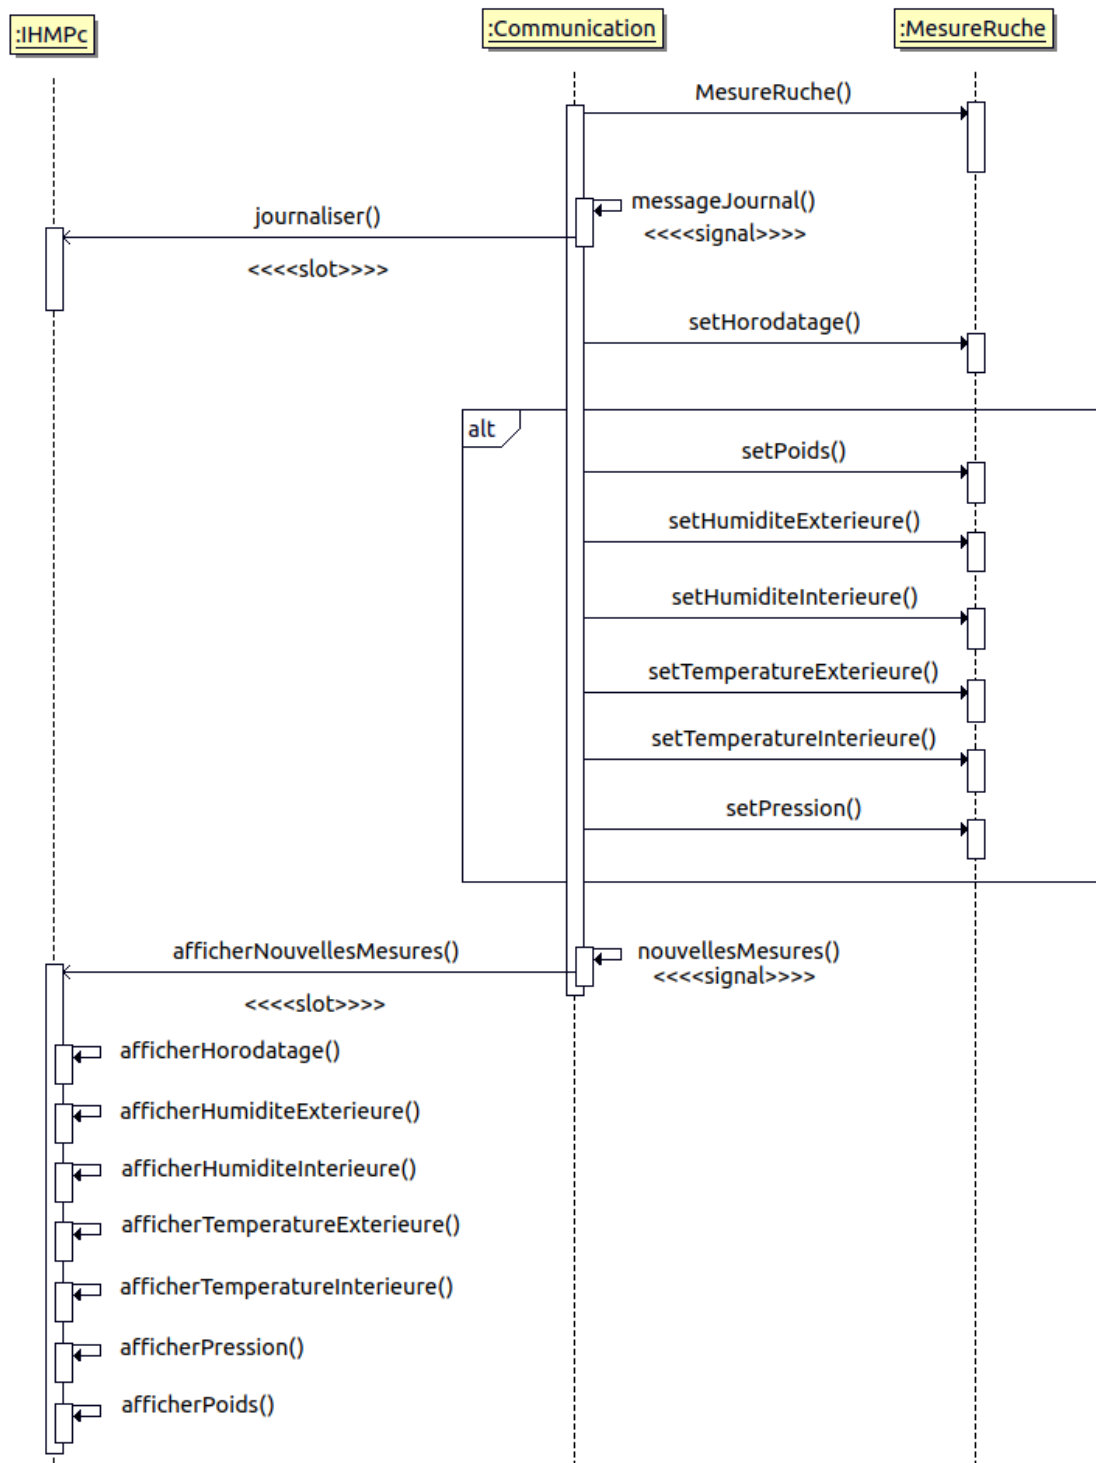 :IHMPc
:Communication
:MesureRuche
MesureRuche()
messageJournal()
<<<<signal>>>>
journaliser()
<<<<slot>>>>
setHorodatage()
alt
setPoids()
setHumiditeExterieure()
setHumiditeInterieure()
setTemperatureExterieure()
setTemperatureInterieure()
setPression()
afficherNouvellesMesures()
nouvellesMesures()
<<<<signal>>>>
<<<<slot>>>>
afficherHorodatage()
afficherHumiditeExterieure()
afficherHumiditeInterieure()
afficherTemperatureExterieure()
afficherTemperatureInterieure()
afficherPression()
afficherPoids()